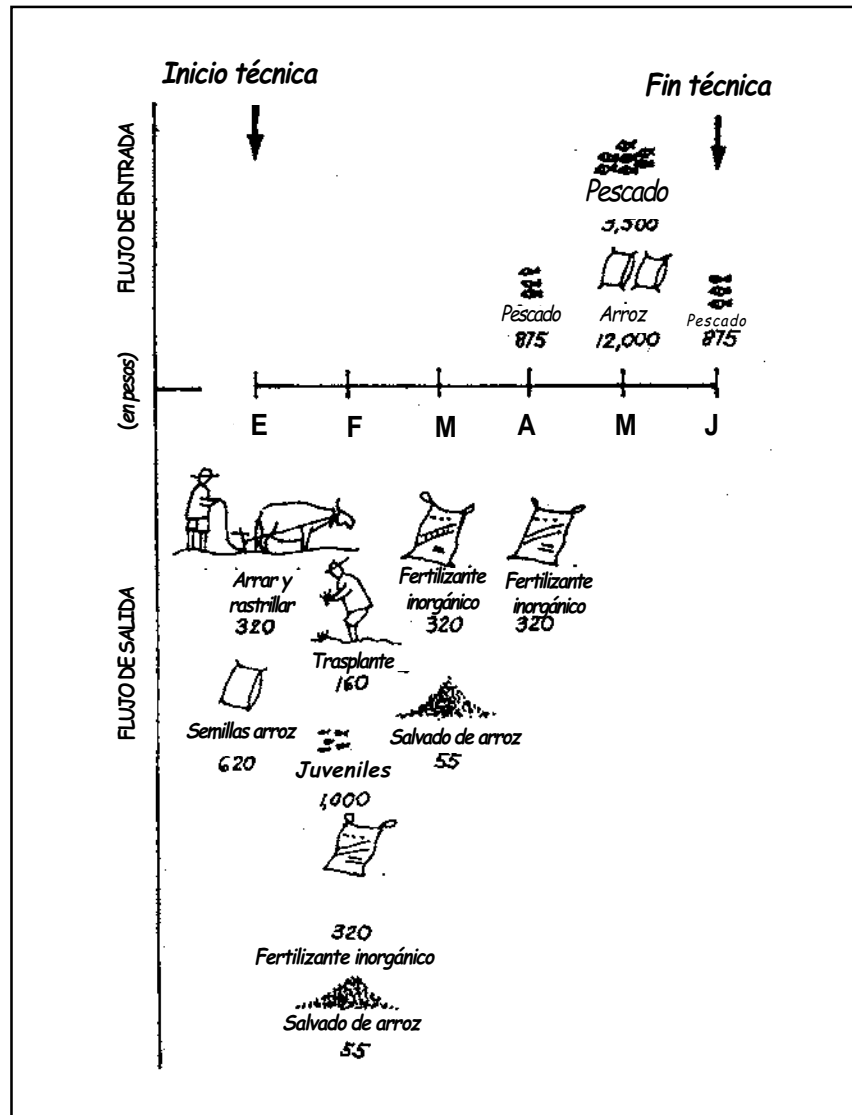 Inicio técnica
Fin técnica
FLUJO DE ENTRADA
Pescado
3,500
Pescado
875
Arroz
12,000
Pescado
875
(en pesos)
E F M A M J
FLUJO DE SALIDA
Arrar y
rastrillar
320
Fertilizante
inorgánico
320
Fertilizante
inorgánico
320
Trasplante
160
Semillas arroz
620
Juveniles
1,000
Salvado de arroz
55
320
Fertilizante inorgánico
Salvado de arroz
55